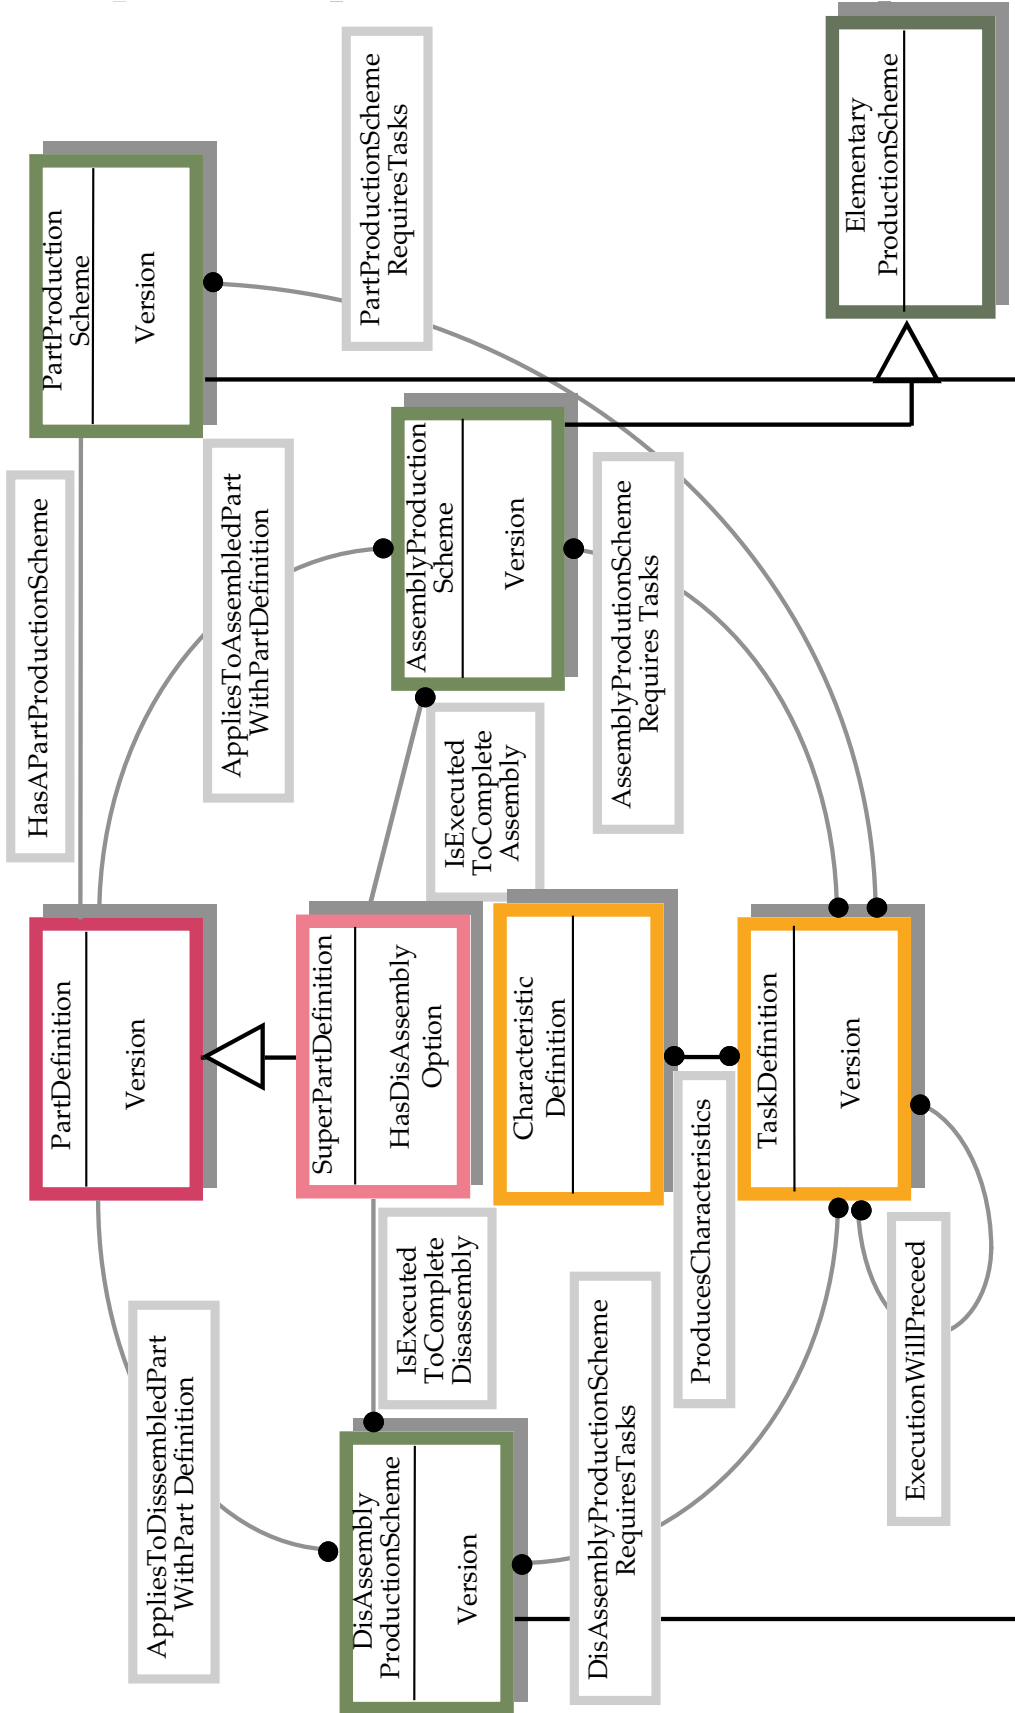 AppliesToDisssembledPart
WithPart Definition
PartDefinition
Version
HasAPartProductionScheme
PartProduction
Scheme
Version
AppliesToAssembledPart
WithPartDefinition
PartProductionScheme
RequiresTasks
DisAssembly
ProductionScheme
Version
IsExecuted
ToComplete
Disassembly
SuperPartDefinition
HasDisAssembly
Option
IsExecuted
ToComplete
Assembly
AssemblyProduction
Scheme
Version
DisAssemblyProductionScheme
RequiresTasks
Characteristic
Definition
AssemblyProdutionScheme
Requires Tasks
ProducesCharacteristics
TaskDefinition
Version
ExecutionWillPreceed
Elementary
ProductionScheme